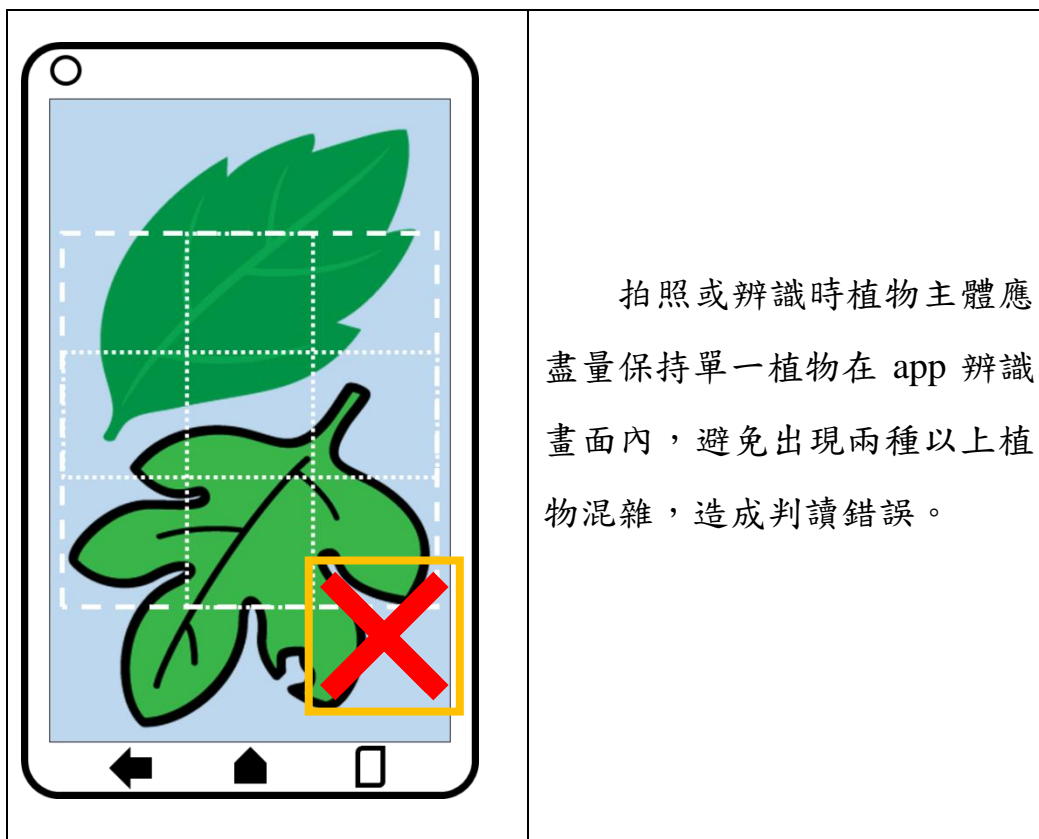 拍照或辨識時植物主體應
盡量保持單一植物在 app 辨識
畫面內，避免出現兩種以上植
物混雜，造成判讀錯誤。